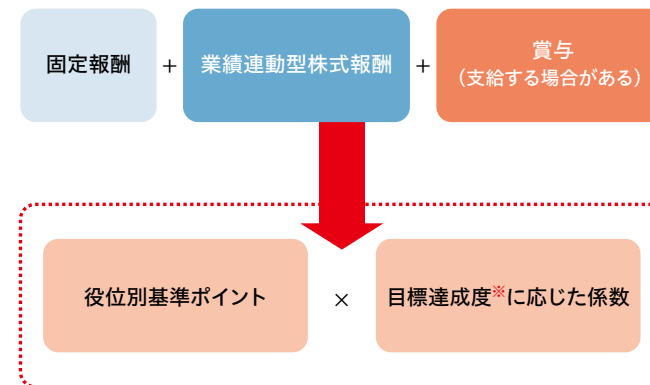 固定報酬 + 業績連動型株式報酬 + 賞与
(支給する場合がある)
役位別基準ポイント × 目標達成度※に応じた係数